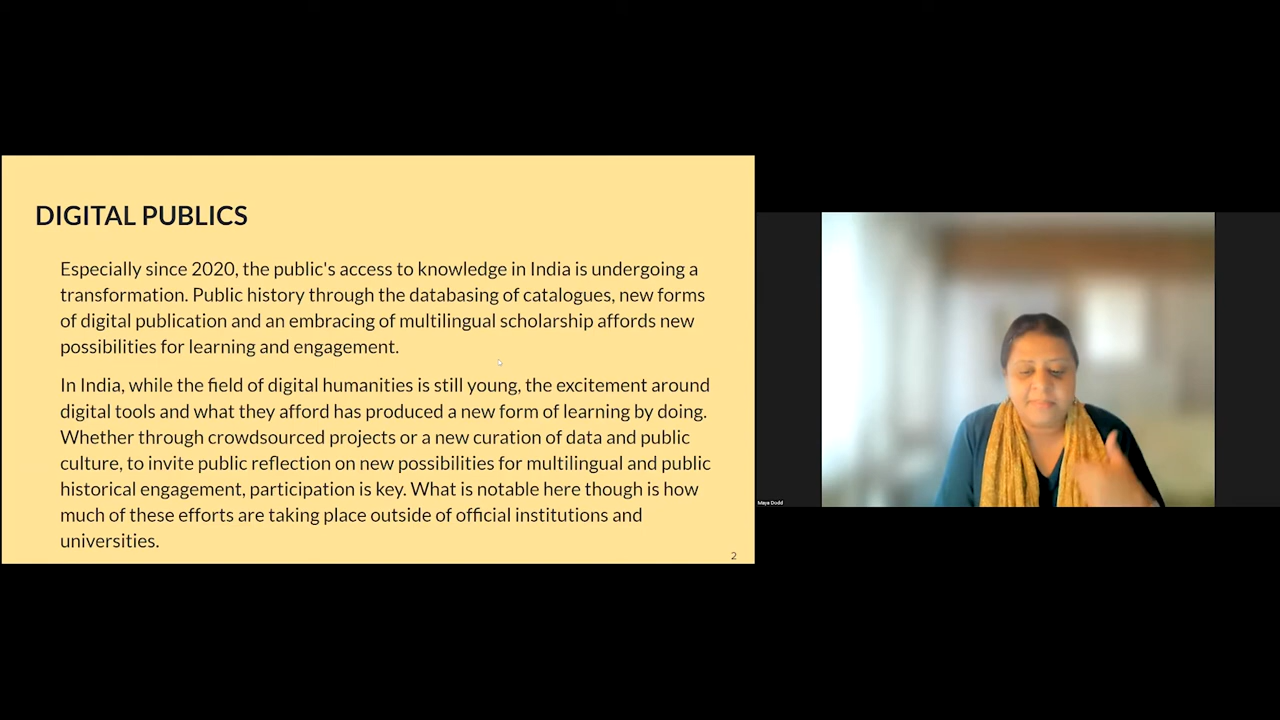 DIGITAL PUBLICS
Especially since 2020, the public's access to knowledge in India is undergoing a
transformation. Public history through the databasing of catalogues, new forms
of digital publication and an embracing of multilingual scholarship affords new
possibilities for learning and engagement.
In India, while the field of digital humanities is still young, the excitement around
digital tools and what they afford has produced a new form of learning by doing.
Whether through crowdsourced projects or a new curation of data and public
culture, to invite public reflection on new possibilities for multilingual and public
historical engagement, participation is key. What is notable here though is how
much of these efforts are taking place outside of official institutions and
universities.
2
Maya Dodd